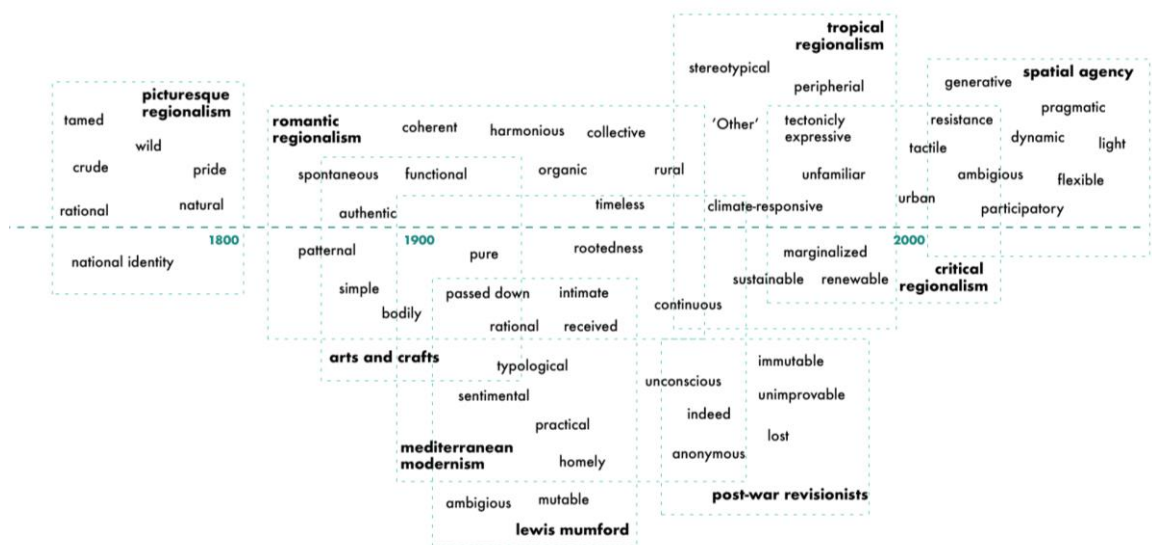 picturesque
regionalism
tamed
wild
crude
pride
rational
natural
1800
national identity
romantic
regionalism
coherent
harmonious
collective
spontaneous
functional
organic
rural
authentic
timeless
1900
patternal
pure
rootedness
simple
bodily
passed down
intimate
rational
received
continuous
arts and crafts
typological
sentimental
practical
mediterranean
modernism
homely
ambigious
mutable
lewis mumford
unconscious
immutable
indeed
unimprovable
lost
anonymous
post-war revisionists
tropical
regionalism
stereotypical
peripherial
'Other'
tectonicly
expressive
unfamiliar
climate-responsive
marginalized
sustainable
renewable
2000
critical
regionalism
spatial agency
generative
pragmatic
resistance
dynamic
light
tactile
ambigious
flexible
urban
participatory